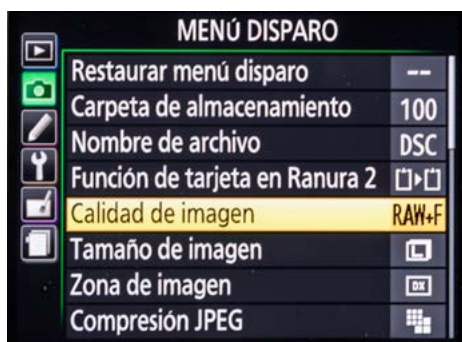 MENÚ DISPARO
Restaurar menú disparo --
Carpeta de almacenamiento 100
Nombre de archivo DSC
Función de tarjeta en Ranura 2
Calidad de imagen RAW+F
Tamaño de imagen L
Zona de imagen DX
Compresión JPEG